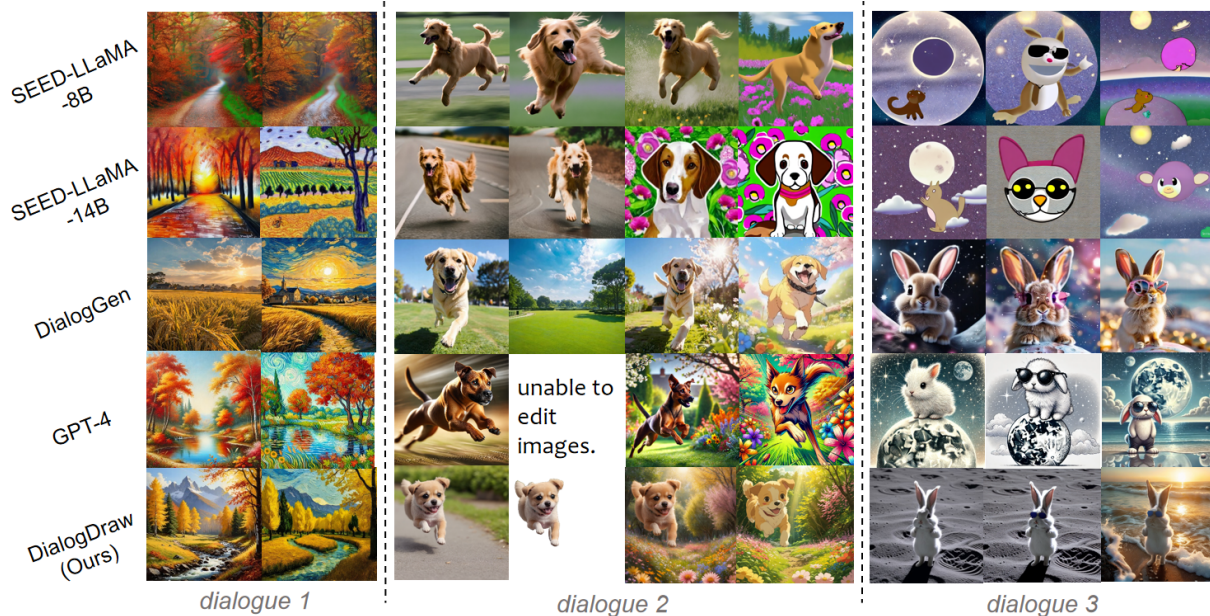 SEED-LLaMA
-8B
SEED-LLaMA
-14B
DialogGen
GPT-4
unable to
edit
images.
DialogDraw
(Ours)
dialogue 1
dialogue 2
dialogue 3